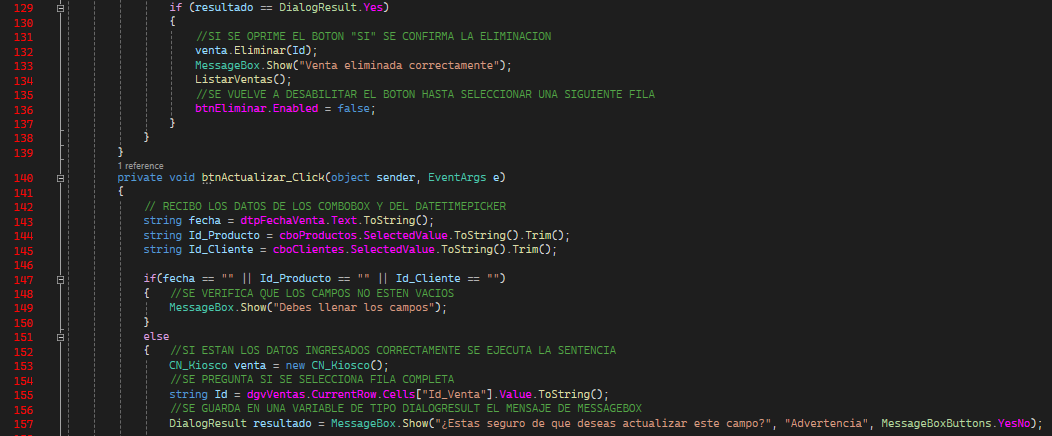 129 if (resultado == DialogResult.Yes)
130 {
131 //SI SE OPRIME EL BOTON "SI" SE CONFIRMA LA ELIMINACION
132 venta.Eliminar(Id);
133 MessageBox.Show("Venta eliminada correctamente");
134 ListarVentas();
135 //SE VUELVE A DESABILITAR EL BOTON HASTA SELECCIONAR UNA SIGUIENTE FILA
136 btnEliminar.Enabled = false;
137 }
138 }
139 }
1 reference
140 private void btnActualizar_Click(object sender, EventArgs e)
141 {
142 // RECIBO LOS DATOS DE LOS COMBOBOX Y DEL DATETIMEPICKER
143 string fecha = dtpFechaVenta.Text.ToString();
144 string Id_Producto = cboProductos.SelectedValue.ToString().Trim();
145 string Id_Cliente = cboClientes.SelectedValue.ToString().Trim();
146
147 if(fecha == "" || Id_Producto == "" || Id_Cliente == "")
148 { //SE VERIFICA QUE LOS CAMPOS NO ESTEN VACIOS
149 MessageBox.Show("Debes llenar los campos");
150 }
151 else
152 { //SI ESTAN LOS DATOS INGRESADOS CORRECTAMENTE SE EJECUTA LA SENTENCIA
153 CN_Kiosco venta = new CN_Kiosco();
154 //SE PREGUNTA SI SE SELECCIONA FILA COMPLETA
155 string Id = dgvVentas.CurrentRow.Cells["Id_Venta"].Value.ToString();
156 //SE GUARDA EN UNA VARIABLE DE TIPO DIALOGRESULT EL MENSAJE DE MESSAGEBOX
157 DialogResult resultado = MessageBox.Show("¿Estas seguro de que deseas actualizar este campo?", "Advertencia", MessageBoxButtons.YesNo);